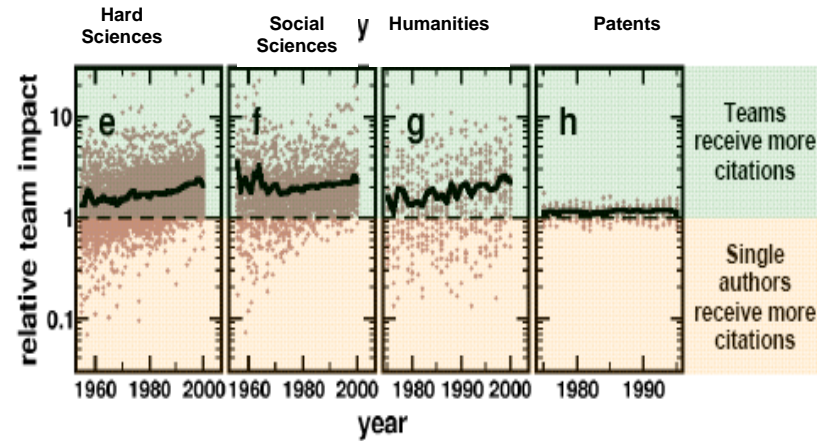 Hard
Sciences
Social
Sciences
y
Humanities
Patents
relative team impact
10
1
0.1
e
f
g
h
Teams
receive more
citations
Single
authors
receive more
citations
1960 1980 2000
1960 1980 2000
1980 1990 2000
1980 1990
year